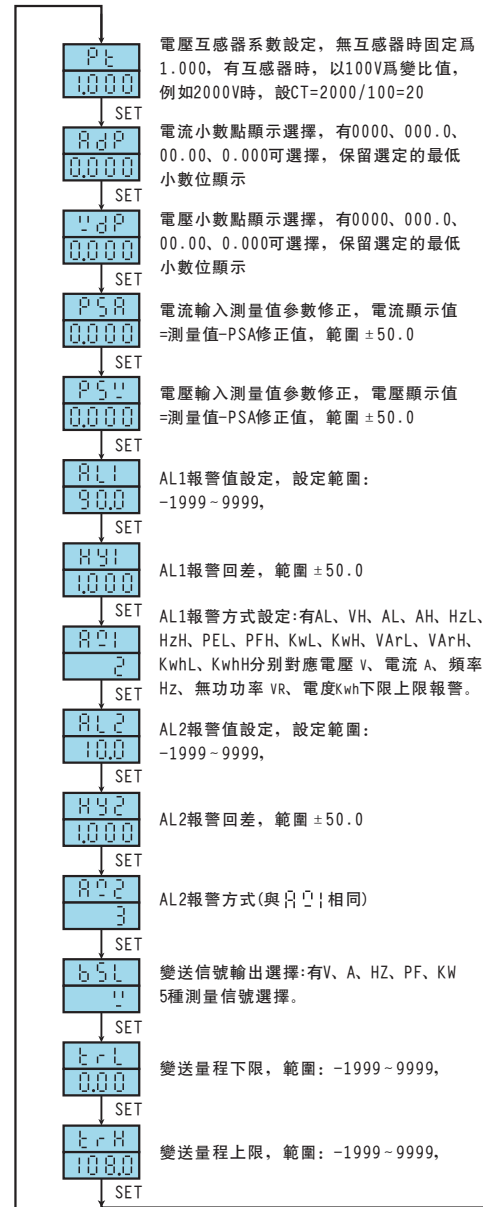 Pt
1.000
電壓互感器系數設定，無互感器時固定爲
1.000，有互感器時，以100V爲變比值，
例如2000V時，設CT=2000/100=20
SET
AdP
0.000
電流小數點顯示選擇，有0000、000.0、
00.00、0.000可選擇，保留選定的最低
小數位顯示
SET
UdP
0.000
電壓小數點顯示選擇，有0000、000.0、
00.00、0.000可選擇，保留選定的最低
小數位顯示
SET
PSA
0.000
電流輸入測量值參數修正，電流顯示值
=測量值-PSA修正值，範圍±50.0
SET
PSU
0.000
電壓輸入測量值參數修正，電壓顯示值
=測量值-PSA修正值，範圍±50.0
SET
AL1
90.0
AL1報警值設定，設定範圍：
-1999~9999，
SET
HY1
1.000
AL1報警回差，範圍±50.0
SET
2
AL1報警方式設定:有AL、VH、AL、AH、HzL、
HzH、PEL、PFH、KwL、KwH、VArL、VArH、
KwhL、KwhH分别對應電壓 V、電流 A、頻率
Hz、無功功率 VR、電度Kwh下限上限報警。
SET
AL2
10.0
AL2報警值設定，設定範圍：
-1999~9999，
SET
HY2
1.000
AL2報警回差，範圍±50.0
SET
3
AL2報警方式(與相同)
SET
bSL
U
變送信號輸出選擇:有V、A、HZ、PF、KW
5種測量信號選擇。
SET
trL
0.00
變送量程下限，範圍：-1999~9999，
SET
trH
108.0
變送量程上限，範圍：-1999~9999，
SET